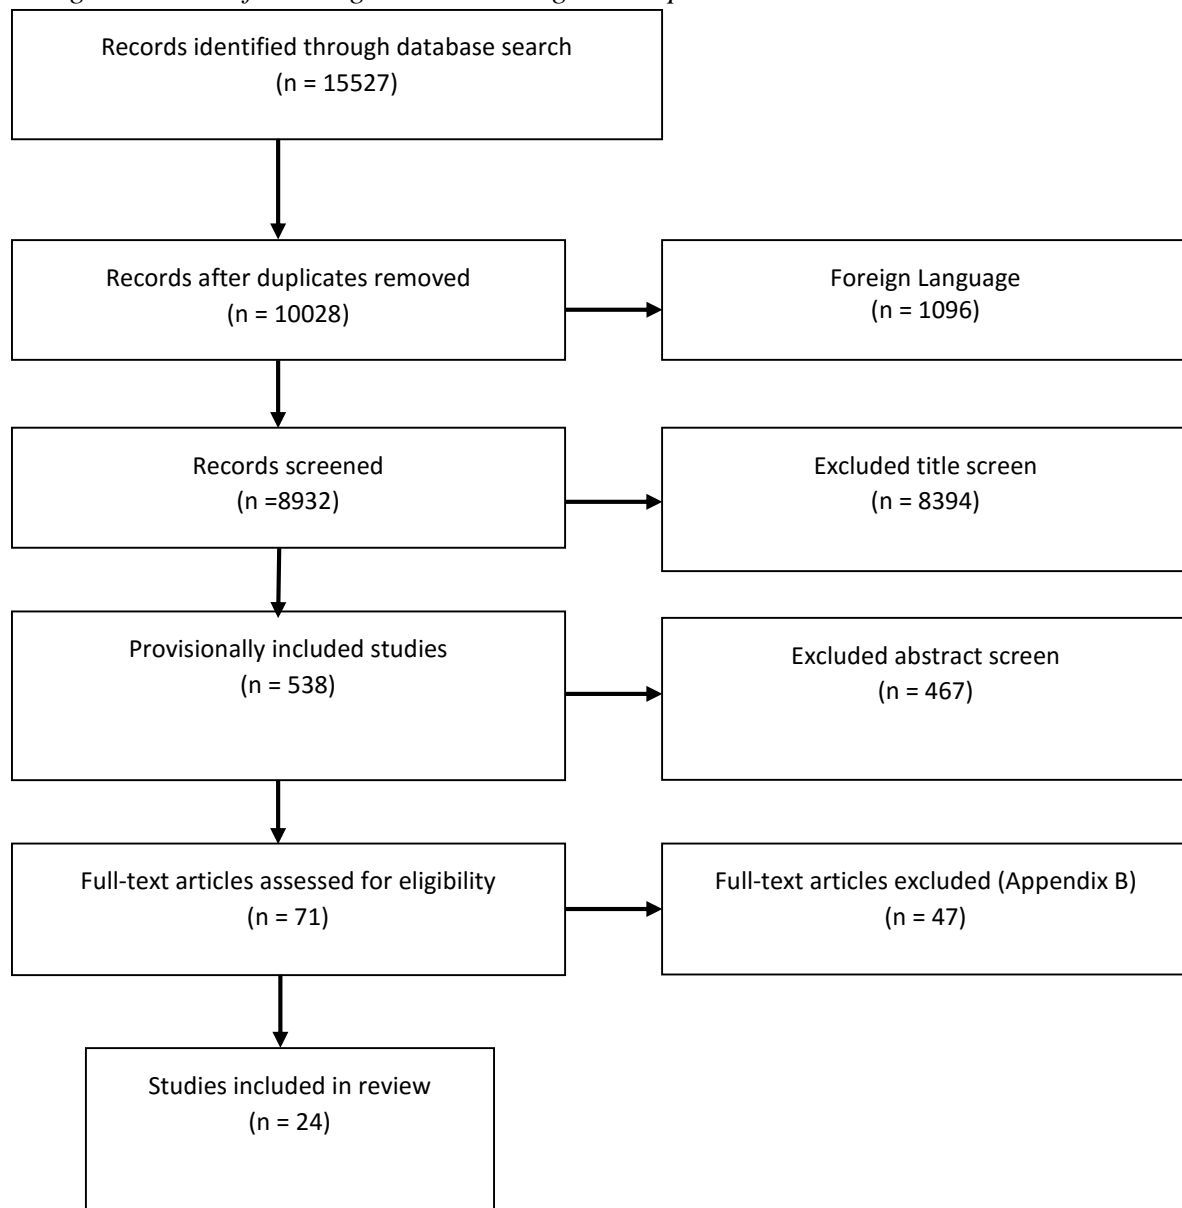 Records identified through database search
(n = 15527)
Records after duplicates removed
(n = 10028)
Foreign Language
(n = 1096)
Records screened
(n =8932)
Excluded title screen
(n = 8394)
Provisionally included studies
(n = 538)
Excluded abstract screen
(n = 467)
Full-text articles assessed for eligibility
(n = 71)
Full-text articles excluded (Appendix B)
(n = 47)
Studies included in review
(n = 24)